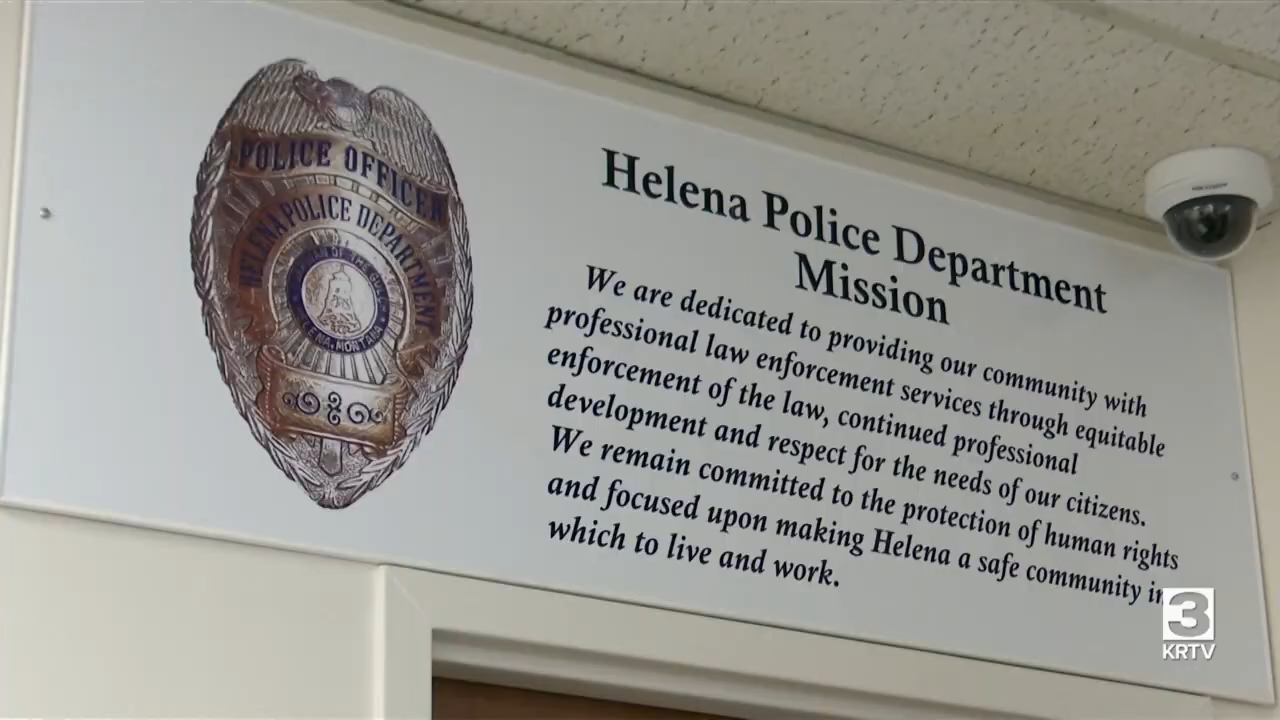 POLICE OFFICER
HELENA POLICE DEPARTMENT
Helena Police Department
Mission
We are dedicated to providing our community with
professional law enforcement services through equitable
enforcement of the law, continued professional
development and respect for the needs of our citizens.
We remain committed to the protection of human rights
and focused upon making Helena a safe community in
which to live and work.
HIKVISION
3
KRTV